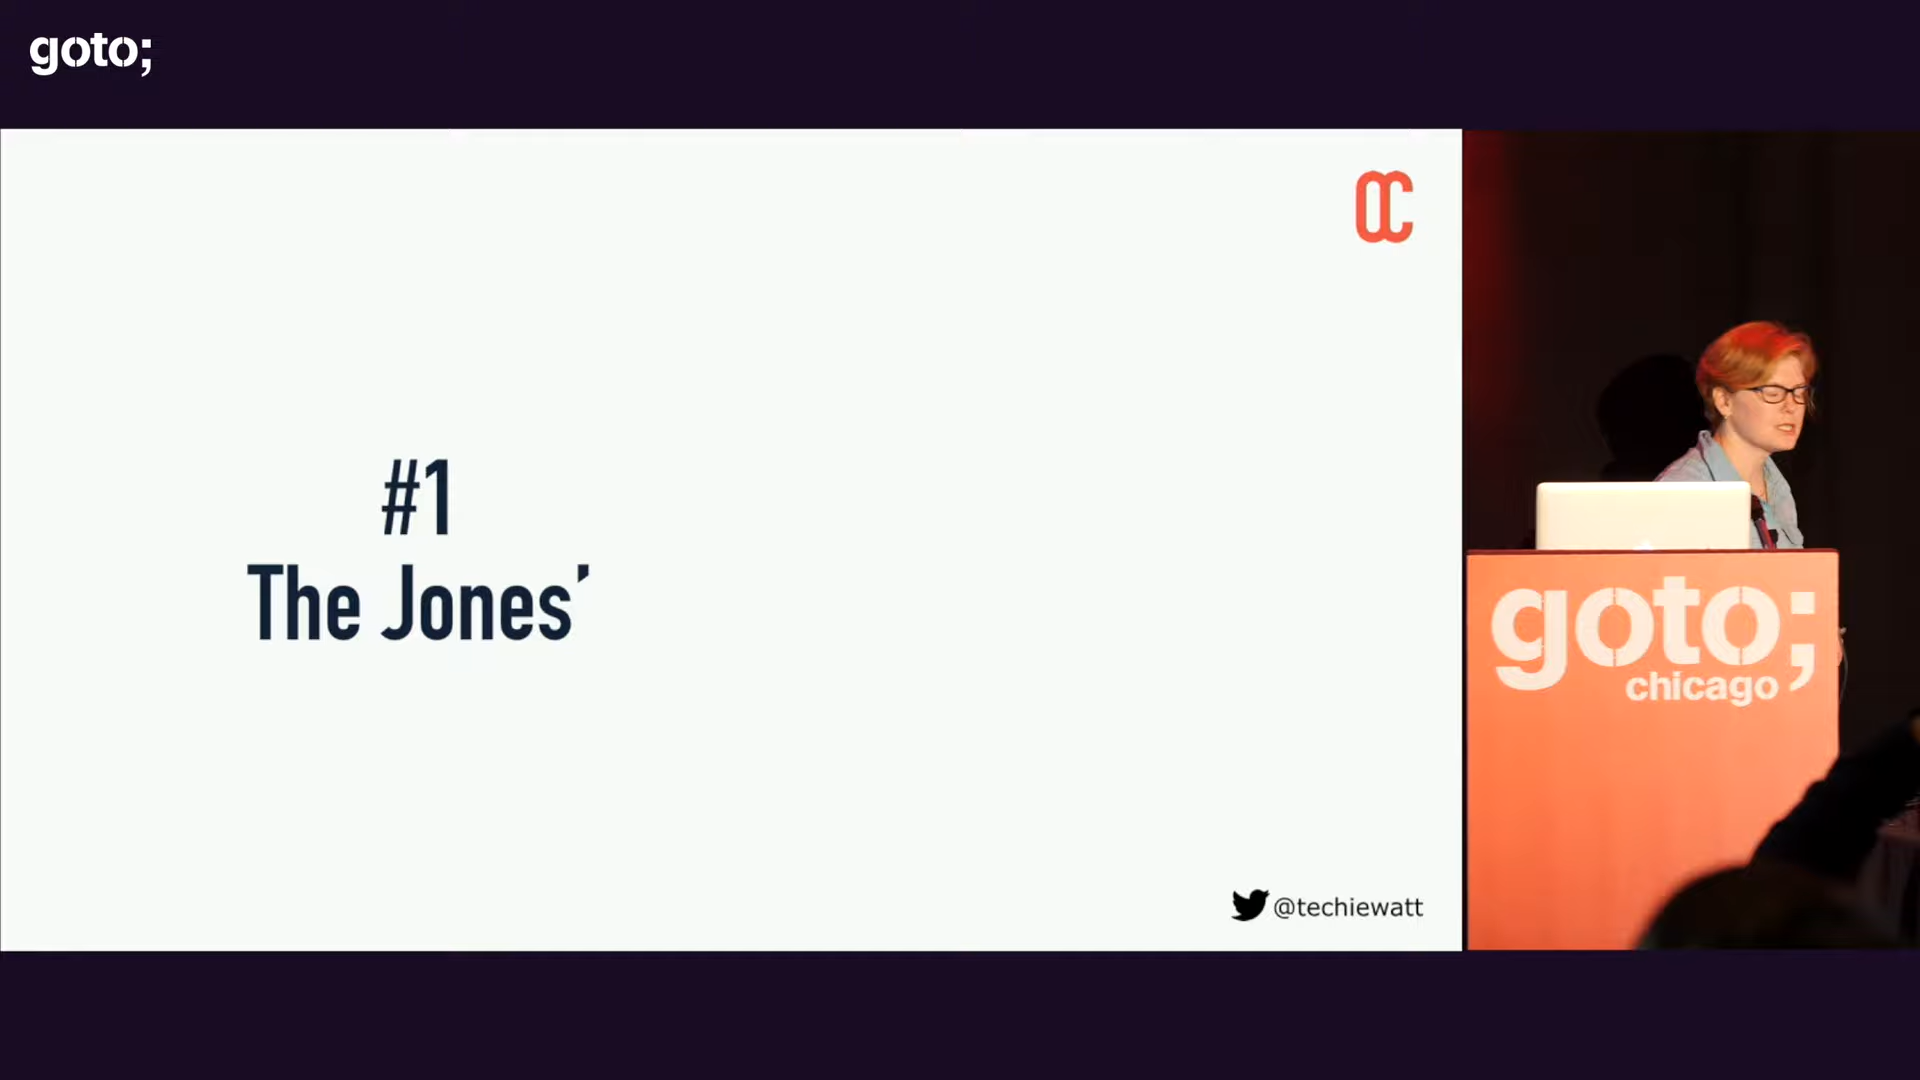 goto;
#1
The Jones'
@techiewatt
goto;
chicago